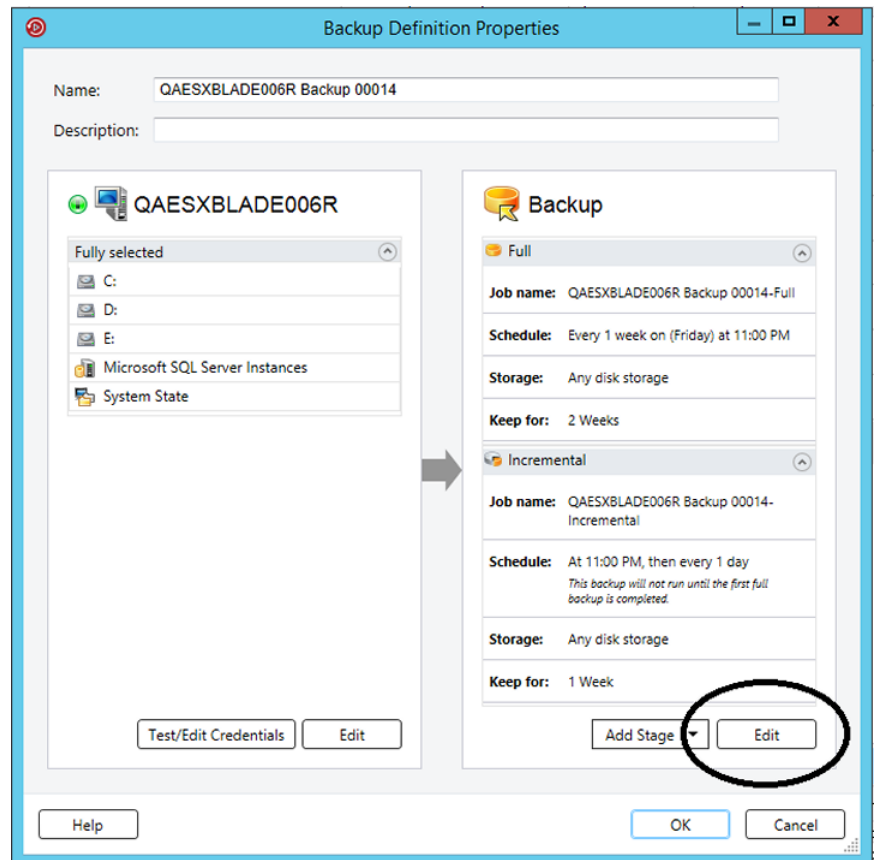 Backup Definition Properties
Name: QAESXBLADE006R Backup 00014
Description:
QAESXBLADE006R
Fully selected
C:
D:
E:
Microsoft SQL Server Instances
System State
Test/Edit Credentials Edit
Backup
Full
Job name: QAESXBLADE006R Backup 00014-Full
Schedule: Every 1 week on (Friday) at 11:00 PM
Storage: Any disk storage
Keep for: 2 Weeks
Incremental
Job name: QAESXBLADE006R Backup 00014-
Incremental
Schedule: At 11:00 PM, then every 1 day
This backup will not run until the first full
backup is completed.
Storage: Any disk storage
Keep for: 1 Week
Add Stage Edit
Help OK Cancel